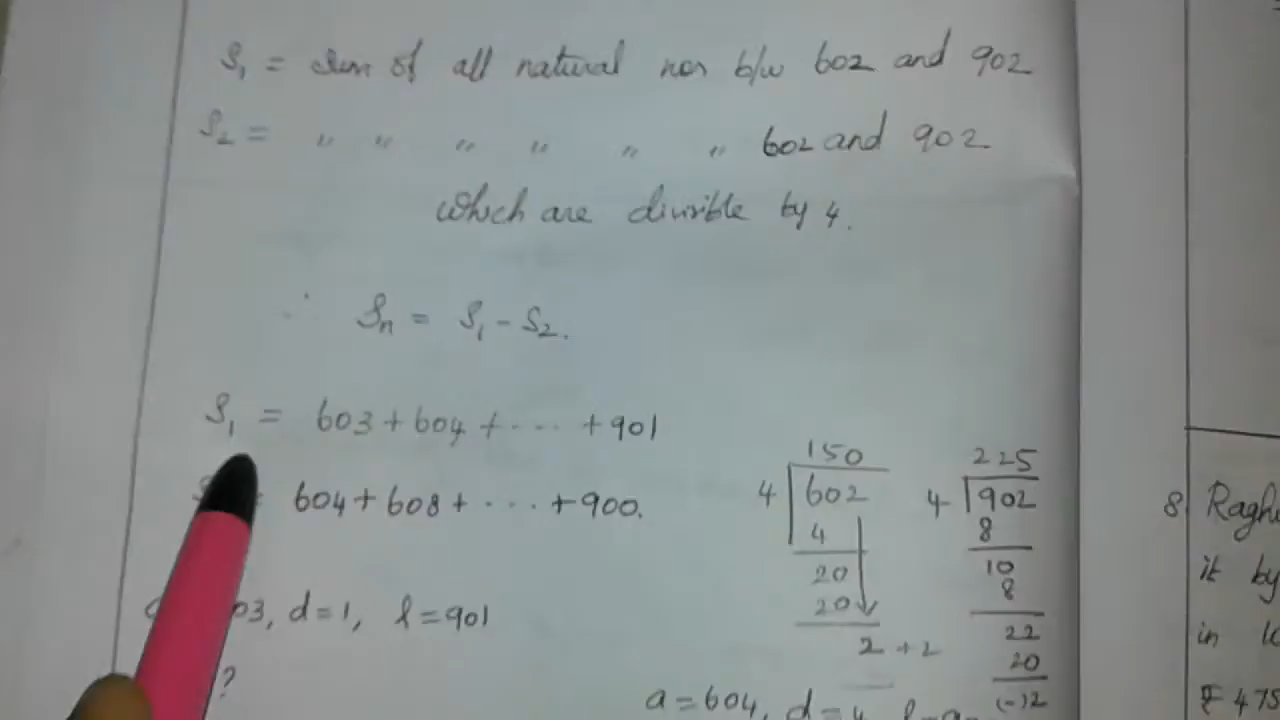 S₁ = sum of all natural nos b/w 602 and 902
S₂ = " " " " " " 602 and 902
which are divisible by 4.
∴ Sn = S₁ - S₂.
S₁ = 603 + 604 + ... + 901
604 + 608 + ... + 900.
03, d = 1, l = 901
?
150
4 602
4
20
20
2 + 2
225
4 902
8
10
8
22
20
(-) 2
a = 604, d = 4
8 Raghu
it by
in
₹ 475